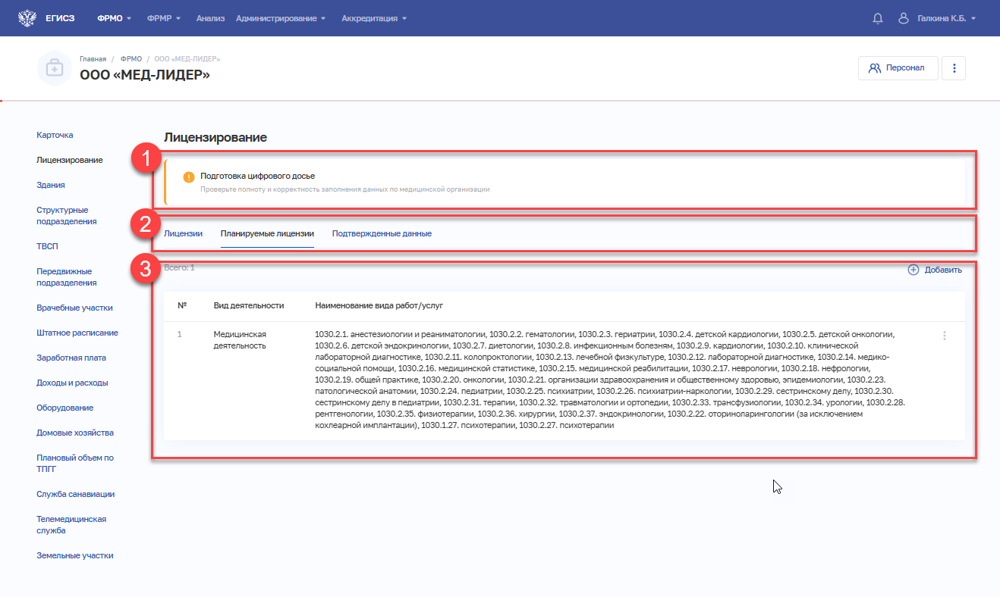 ЕГИСЗ ФРМО ФРМР Анализ Администрирование Аккредитация Галкина К.Б.
Главная / ФРМО / ООО «МЕД-ЛИДЕР»
ООО «МЕД-ЛИДЕР»
Персонал
Карточка
Лицензирование
Здания
Структурные
подразделения
ТВСП
Передвижные
подразделения
Врачебные участки
Штатное расписание
Заработная плата
Доходы и расходы
Оборудование
Домовые хозяйства
Плановый объем по
ТПГГ
Служба санавиации
Телемедицинская
служба
Земельные участки
Лицензирование
1
Подготовка цифрового досье
Проверьте полноту и корректность заполнения данных по медицинской организации
2
Лицензии Планируемые лицензии Подтвержденные данные
3
Всего: 1 Добавить
№ Вид деятельности Наименование вида работ/услуг
1 Медицинская
деятельность
1030.2.1. анестезиологии и реаниматологии, 1030.2.2. гематологии, 1030.2.3. гериатрии, 1030.2.4. детской кардиологии, 1030.2.5. детской онкологии,
1030.2.6. детской эндокринологии, 1030.2.7. диетологии, 1030.2.8. инфекционным болезням, 1030.2.9. кардиологии, 1030.2.10. клинической
лабораторной диагностике, 1030.2.11. колопроктологии, 1030.2.13. лечебной физкультуре, 1030.2.12. лабораторной диагностике, 1030.2.14. медико-
социальной помощи, 1030.2.16. медицинской статистике, 1030.2.15. медицинской реабилитации, 1030.2.17. неврологии, 1030.2.18. нефрологии,
1030.2.19. общей практике, 1030.2.20. онкологии, 1030.2.21. организации здравоохранения и общественному здоровью, эпидемиологии, 1030.2.23.
патологической анатомии, 1030.2.24. педиатрии, 1030.2.25. психиатрии, 1030.2.26. психиатрии-наркологии, 1030.2.29. сестринскому делу, 1030.2.30.
сестринскому делу в педиатрии, 1030.2.31. терапии, 1030.2.32. травматологии и ортопедии, 1030.2.33. трансфузиологии, 1030.2.34. урологии, 1030.2.28.
рентгенологии, 1030.2.35. физиотерапии, 1030.2.36. хирургии, 1030.2.37. эндокринологии, 1030.2.22. оториноларингологии (за исключением
кохлеарной имплантации), 1030.1.27. психотерапии, 1030.2.27. психотерапии